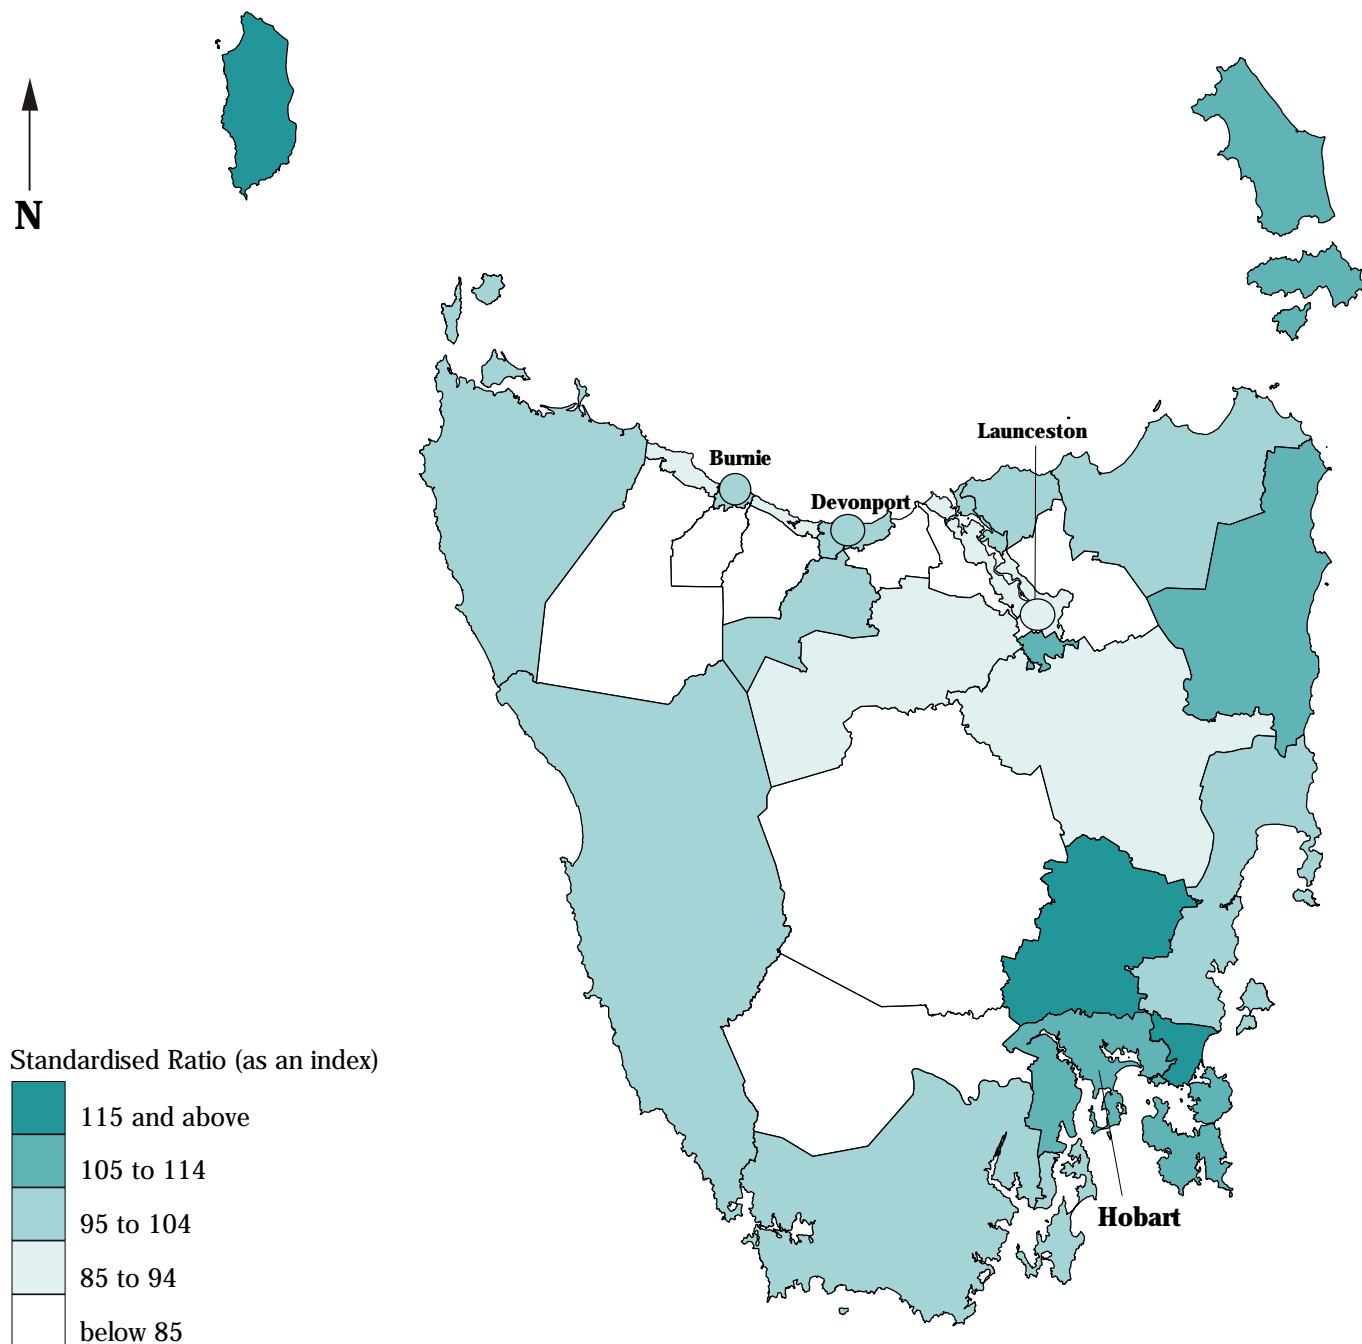 N
Launceston
Burnie
Devonport
Standardised Ratio (as an index)
115 and above
105 to 114
95 to 104
85 to 94
below 85
Hobart